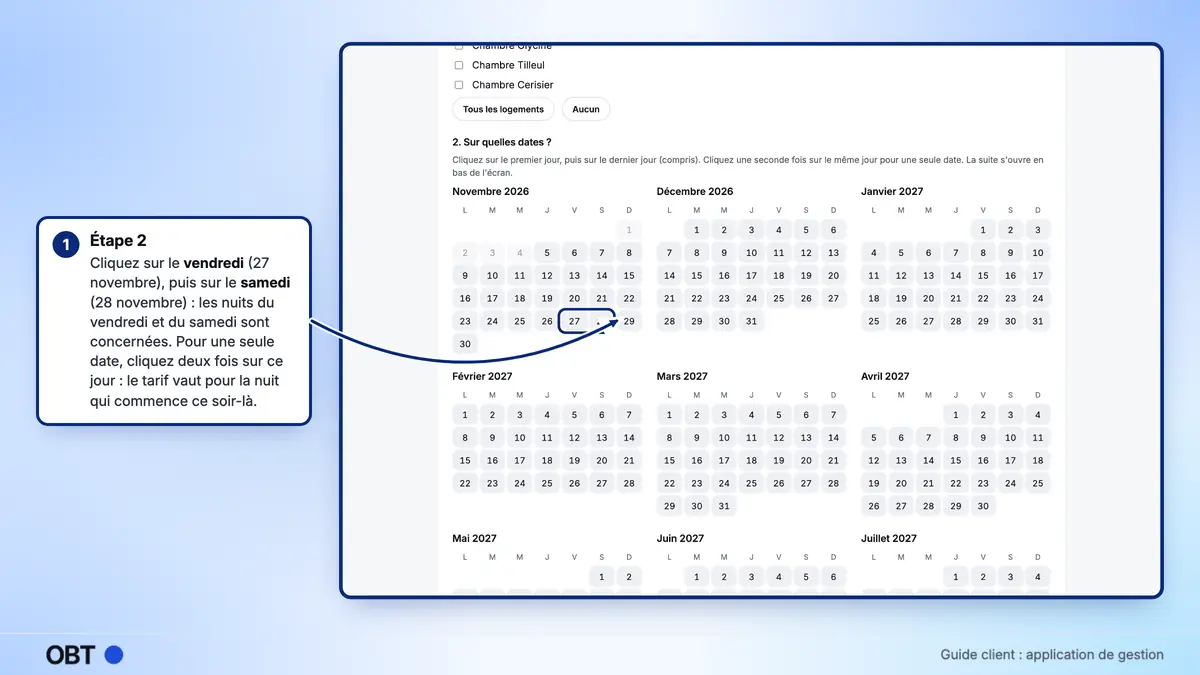 1
Étape 2
Cliquez sur le vendredi (27
novembre), puis sur le samedi
(28 novembre) : les nuits du
vendredi et du samedi sont
concernées. Pour une seule
date, cliquez deux fois sur ce
jour : le tarif vaut pour la nuit
qui commence ce soir-là.
Chambre Glycine
Chambre Tilleul
Chambre Cerisier
Tous les logements Aucun
2. Sur quelles dates ?
Cliquez sur le premier jour, puis sur le dernier jour (compris). Cliquez une seconde fois sur le même jour pour une seule date. La suite s'ouvre en
bas de l'écran.
Novembre 2026
L M M J V S D
1
2 3 4 5 6 7 8
9 10 11 12 13 14 15
16 17 18 19 20 21 22
23 24 25 26 27 29
30
Décembre 2026
L M M J V S D
1 2 3 4 5 6
7 8 9 10 11 12 13
14 15 16 17 18 19 20
21 22 23 24 25 26 27
28 29 30 31
Janvier 2027
L M M J V S D
1 2 3
4 5 6 7 8 9 10
11 12 13 14 15 16 17
18 19 20 21 22 23 24
25 26 27 28 29 30 31
Février 2027
L M M J V S D
1 2 3 4 5 6 7
8 9 10 11 12 13 14
15 16 17 18 19 20 21
22 23 24 25 26 27 28
Mars 2027
L M M J V S D
1 2 3 4 5 6 7
8 9 10 11 12 13 14
15 16 17 18 19 20 21
22 23 24 25 26 27 28
29 30 31
Avril 2027
L M M J V S D
1 2 3 4
5 6 7 8 9 10 11
12 13 14 15 16 17 18
19 20 21 22 23 24 25
26 27 28 29 30
Mai 2027
L M M J V S D
1 2
Juin 2027
L M M J V S D
1 2 3 4 5 6
Juillet 2027
L M M J V S D
1 2 3 4
OBT
Guide client : application de gestion